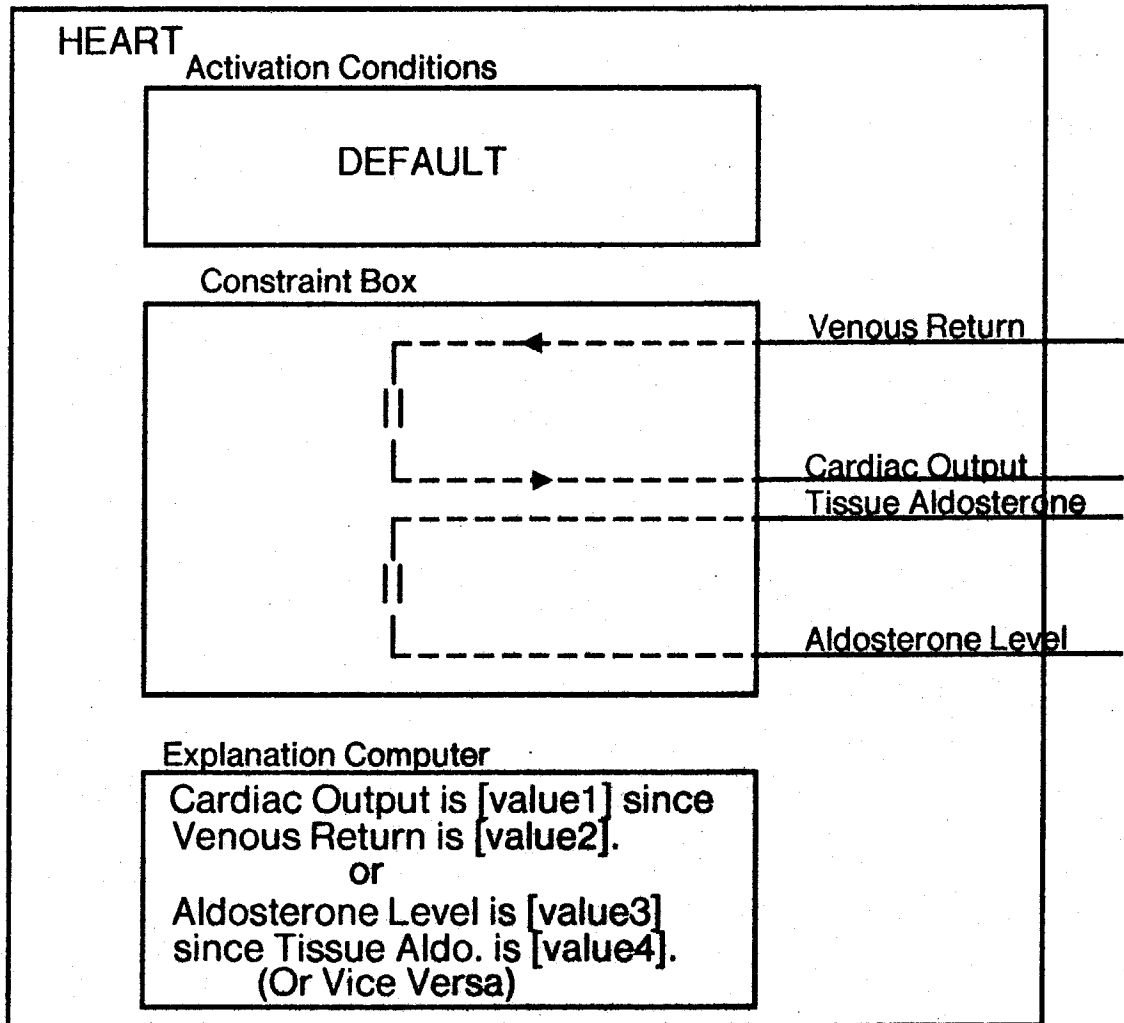 HEART
Activation Conditions
DEFAULT
Constraint Box
Venous Return
Cardiac Output
Tissue Aldosterone
Aldosterone Level
Explanation Computer
Cardiac Output is [value1] since
Venous Return is [value2].
or
Aldosterone Level is [value3]
since Tissue Aldo. is [value4].
(Or Vice Versa)